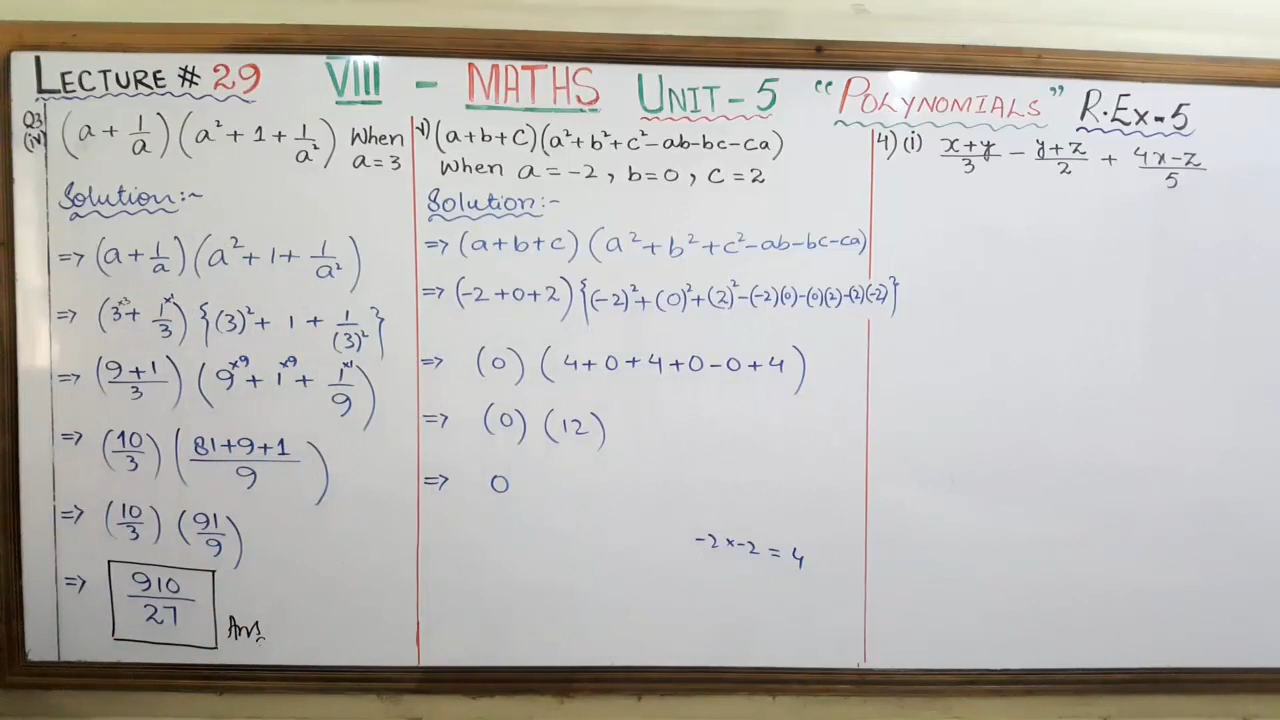 LECTURE # 29 VIII - MATHS UNIT-5 "POLYNOMIALS" R.Ex-5
Q3 (iv) (a + 1/a) (a² + 1 + 1/a²) When a = 3
Solution:-
=> (a + 1/a) (a² + 1 + 1/a²)
=> (3^×3 + 1^×1/3) {(3)² + 1 + 1/(3)²}
=> (9+1/3) (9^×9 + 1^×9 + 1^×1/9)
=> (10/3) (81+9+1/9)
=> (10/3) (91/9)
=> 910/27 Ans.
v) (a+b+c) (a²+b²+c²-ab-bc-ca)
When a = -2, b = 0, c = 2
Solution:-
=> (a+b+c) (a²+b²+c²-ab-bc-ca)
=> (-2+0+2) {(-2)²+(0)²+(2)²-(-2)(0)-(0)(2)-(2)(-2)}
=> (0) (4+0+4+0-0+4)
=> (0) (12)
=> 0
-2×-2 = 4
4) (i) x+y/3 - y+z/2 + 4x-z/5